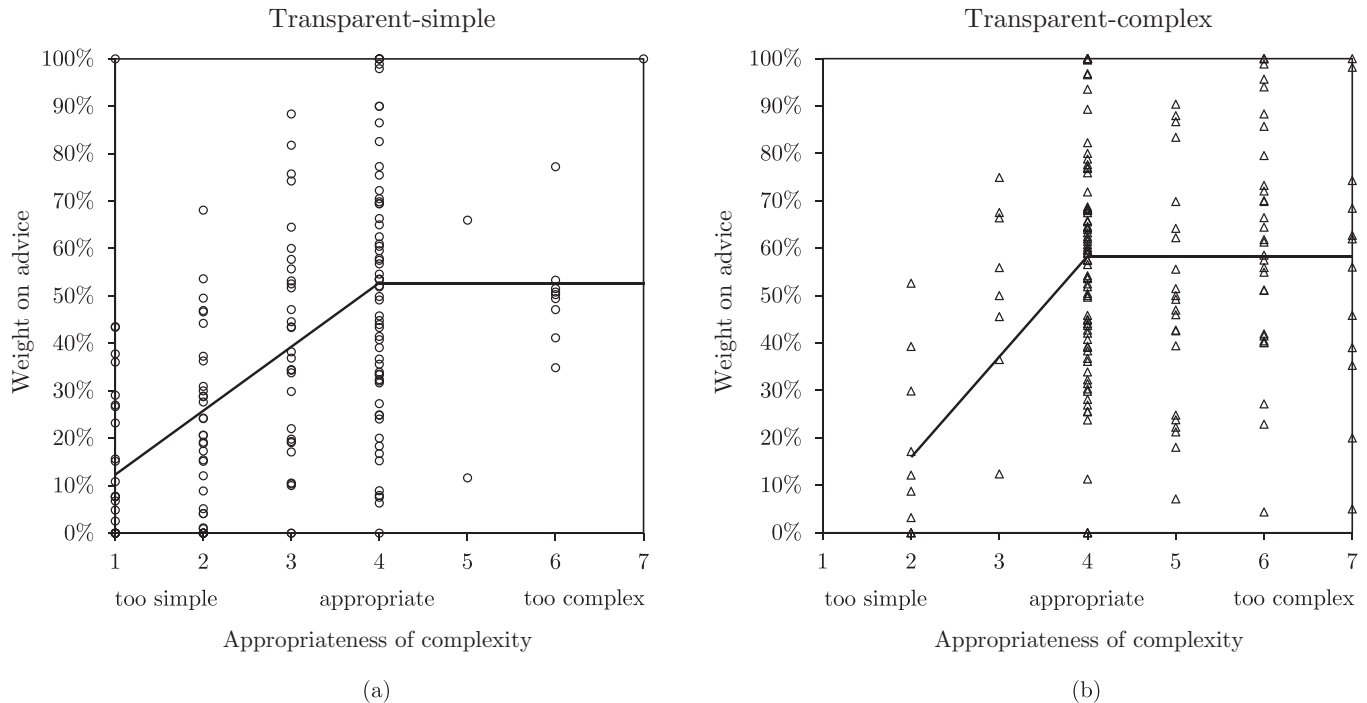 Transparent-simple
100%
90%
80%
70%
60%
50%
40%
30%
20%
10%
0%
Weight on advice
1 2 3 4 5 6 7
too simple appropriate too complex
Appropriateness of complexity
(a)
Transparent-complex
100%
90%
80%
70%
60%
50%
40%
30%
20%
10%
0%
Weight on advice
1 2 3 4 5 6 7
too simple appropriate too complex
Appropriateness of complexity
(b)